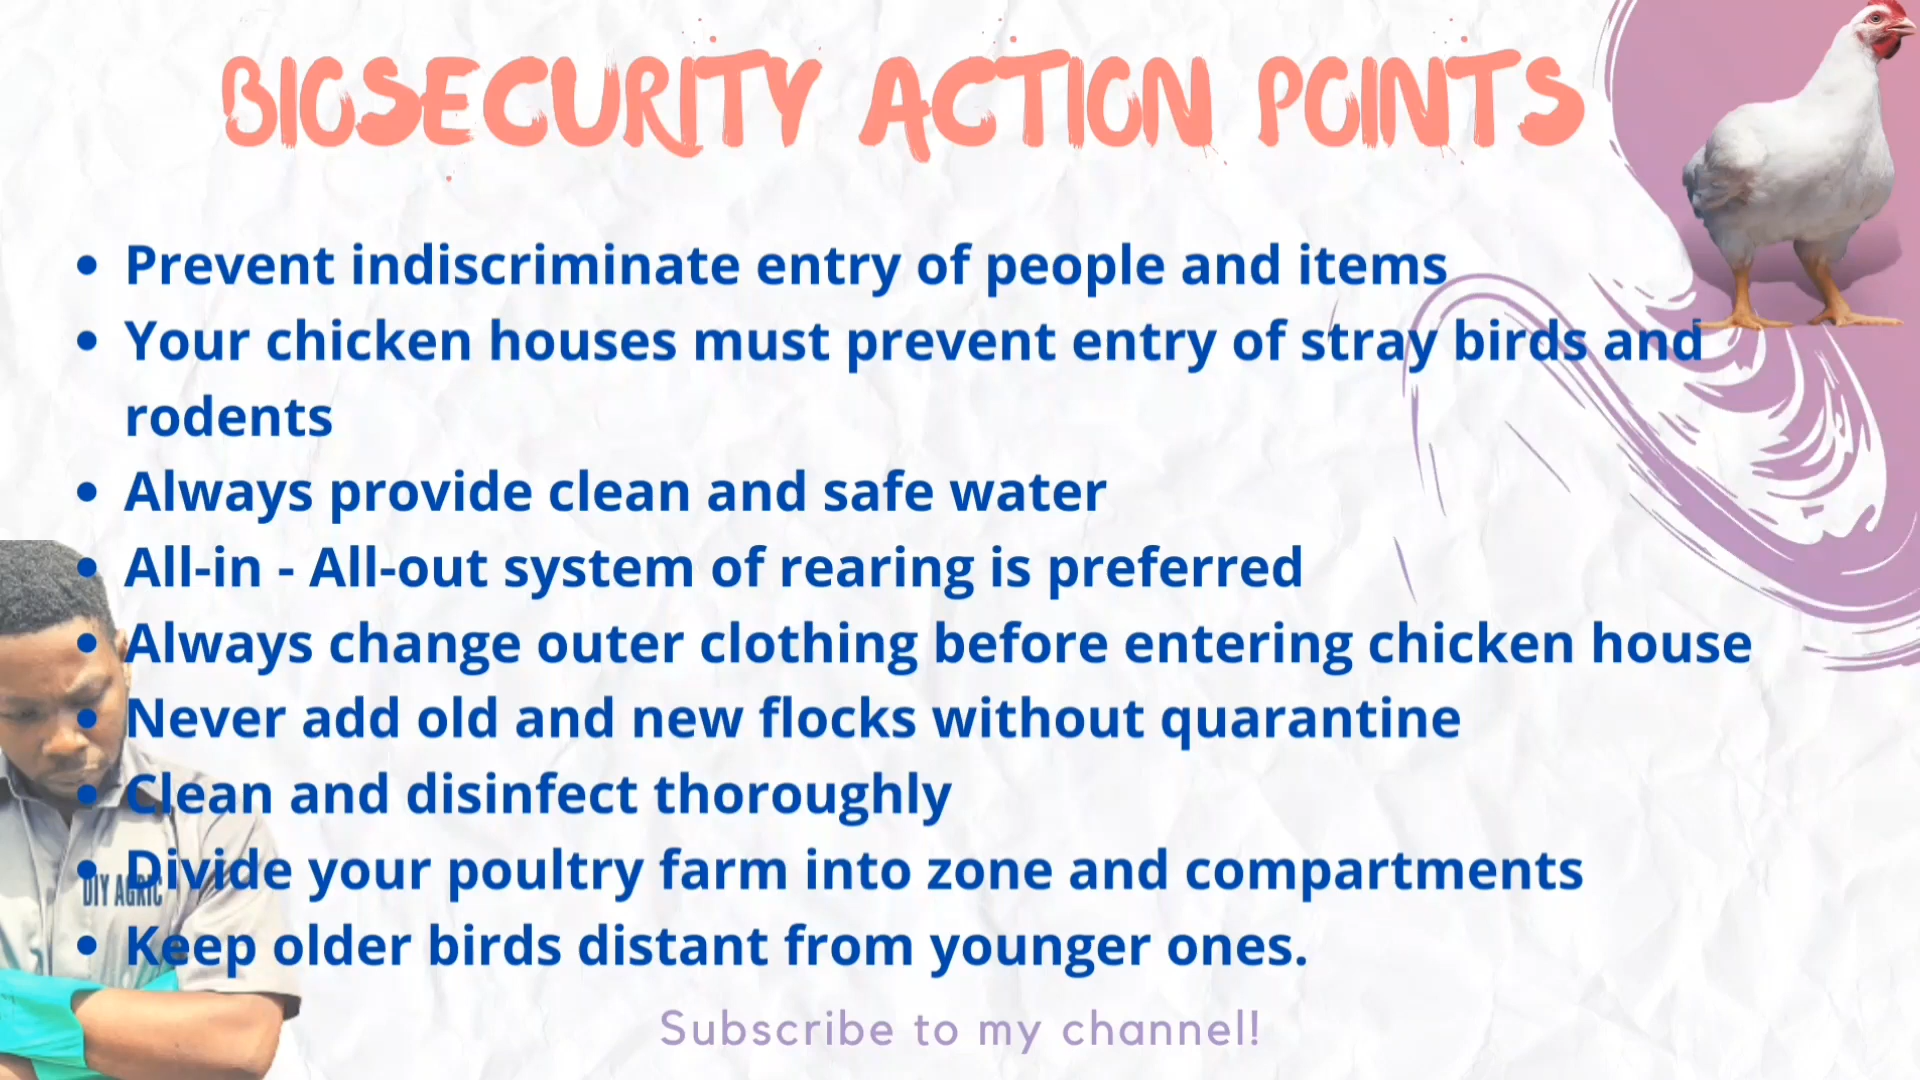 BIOSECURITY ACTION POINTS
• Prevent indiscriminate entry of people and items
• Your chicken houses must prevent entry of stray birds and
rodents
• Always provide clean and safe water
• All-in - All-out system of rearing is preferred
• Always change outer clothing before entering chicken house
• Never add old and new flocks without quarantine
• Clean and disinfect thoroughly
• Divide your poultry farm into zone and compartments
DIY AGRIC
• Keep older birds distant from younger ones.
Subscribe to my channel!